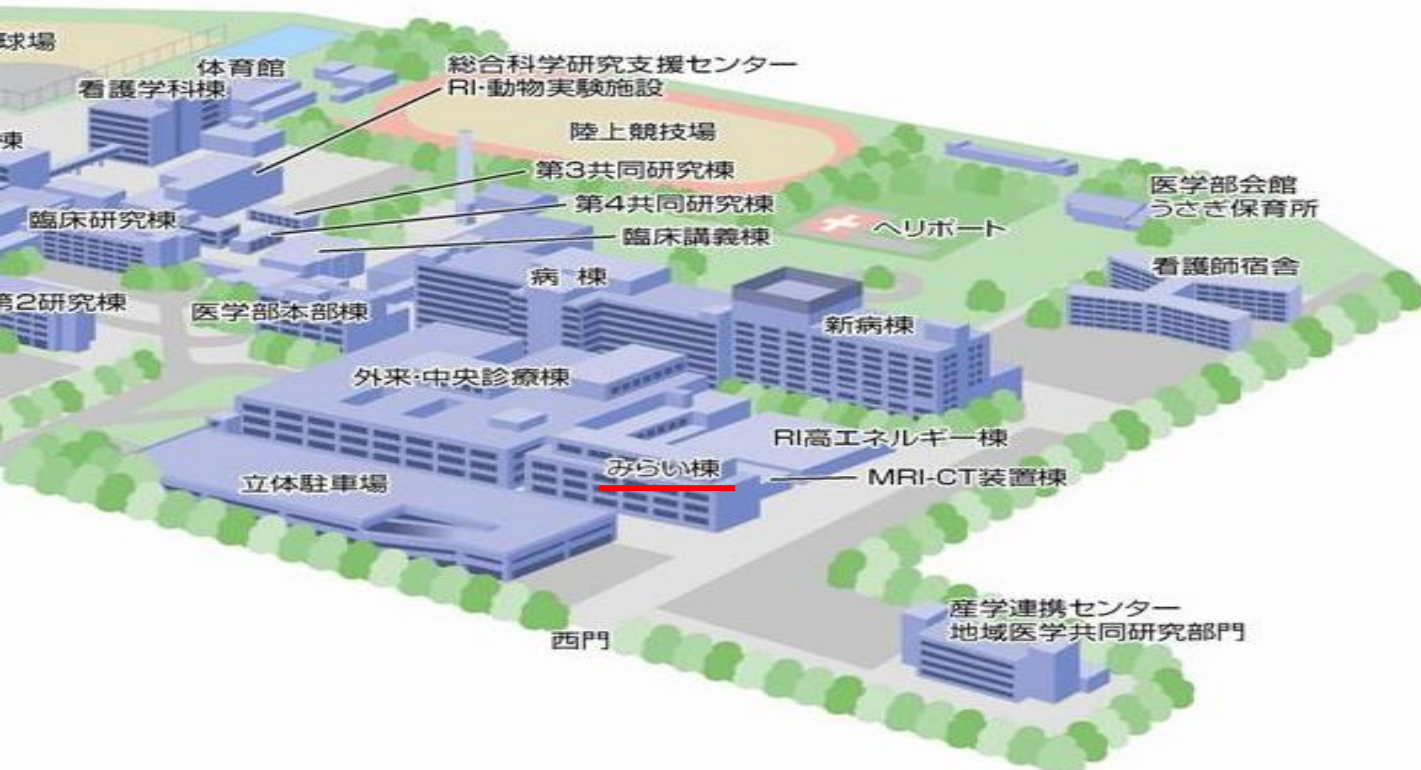 球場
体育館
看護学科棟
総合科学研究支援センター
RI・動物実験施設
陸上競技場
棟
第3共同研究棟
第4共同研究棟
臨床講義棟
臨床研究棟
医学部会館
うさぎ保育所
ヘリポート
看護師宿舎
病棟
第2研究棟
医学部本部棟
新病棟
外来・中央診療棟
RI高エネルギー棟
みらい棟
MRI-CT装置棟
立体駐車場
産学連携センター
地域医学共同研究部門
西門